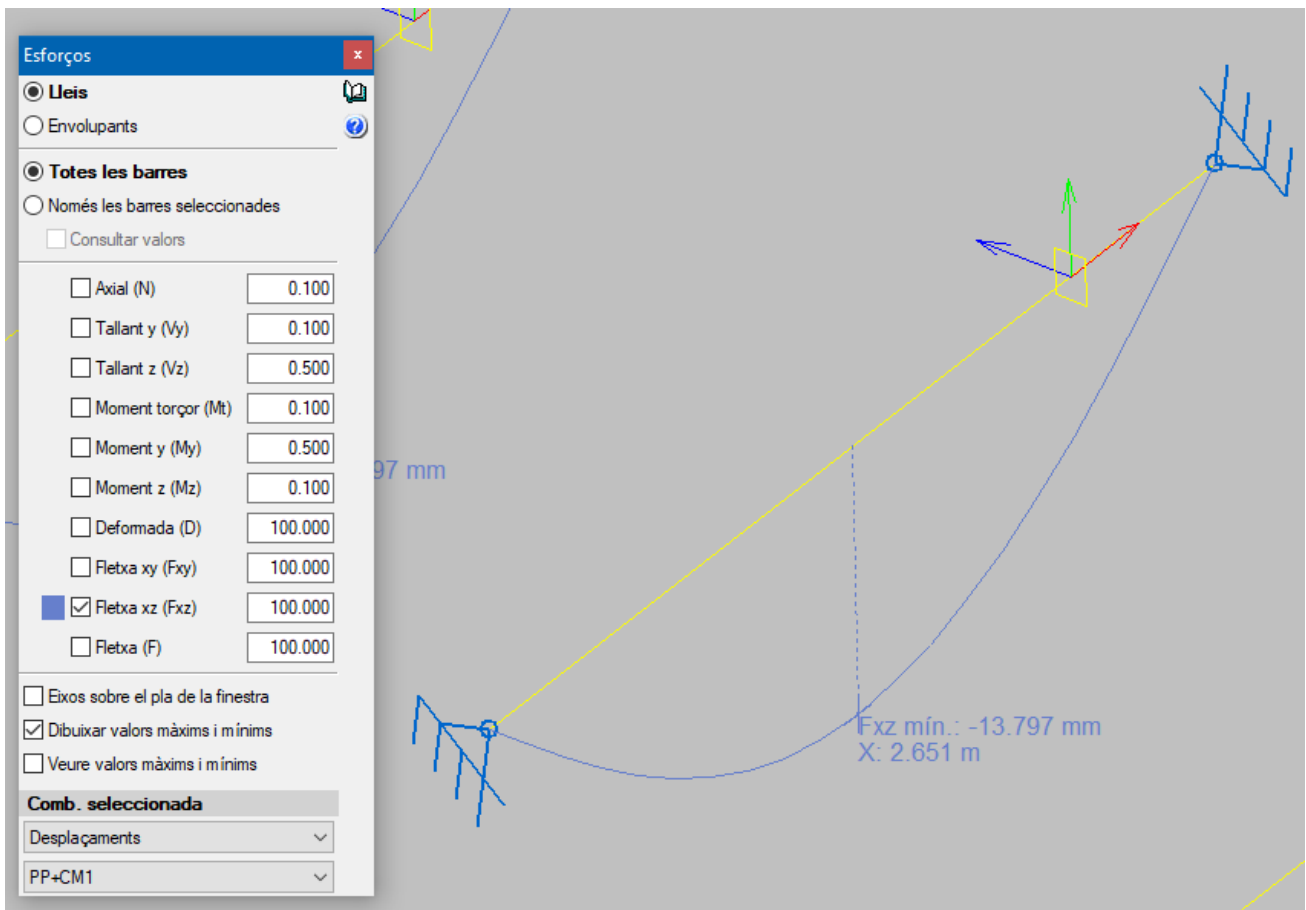 Esforços
x
Lleis
Envolupants
Totes les barres
Només les barres seleccionades
Consultar valors
Axial (N) 0.100
Tallant y (Vy) 0.100
Tallant z (Vz) 0.500
Moment torçor (Mt) 0.100
Moment y (My) 0.500
Moment z (Mz) 0.100
Deformada (D) 100.000
Fletxa xy (Fxy) 100.000
Fletxa xz (Fxz) 100.000
Fletxa (F) 100.000
Eixos sobre el pla de la finestra
Dibuixar valors màxims i mínims
Veure valors màxims i mínims
Comb. seleccionada
Desplaçaments
PP+CM1
97 mm
Fxz mín.: -13.797 mm
X: 2.651 m